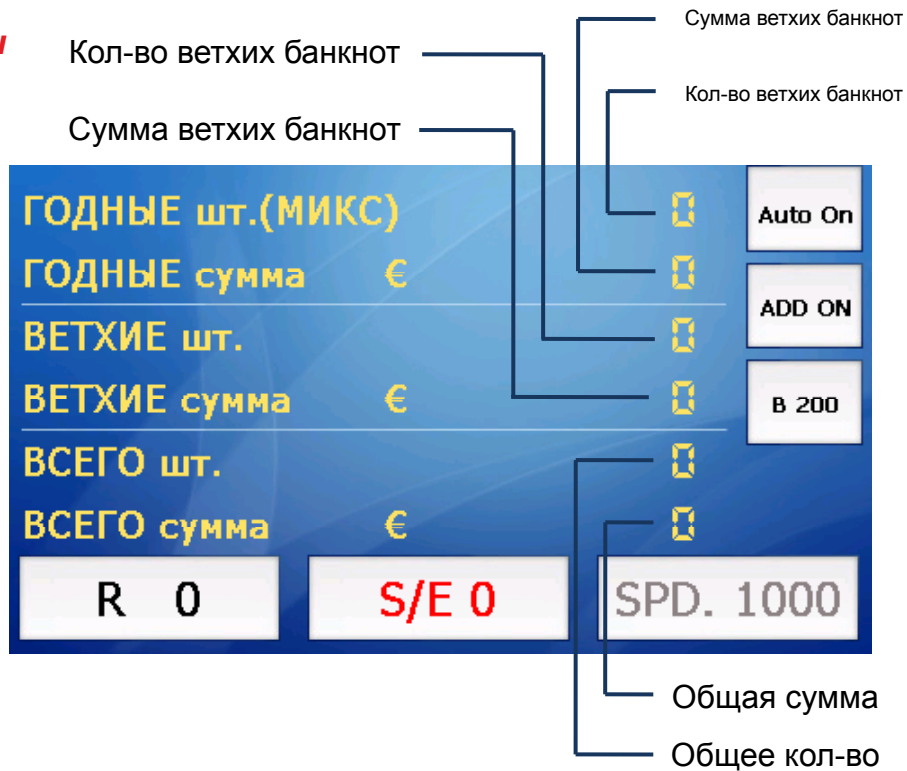 Сумма ветхих банкнот
Кол-во ветхих банкнот
Кол-во ветхих банкнот
Сумма ветхих банкнот
ГОДНЫЕ шт.(МИКС) 0 Auto On
ГОДНЫЕ сумма € 0
ADD ON
ВЕТХИЕ шт. 0
ВЕТХИЕ сумма € 0 B 200
ВСЕГО шт. 0
ВСЕГО сумма € 0
R 0 S/E 0 SPD. 1000
Общая сумма
Общее кол-во